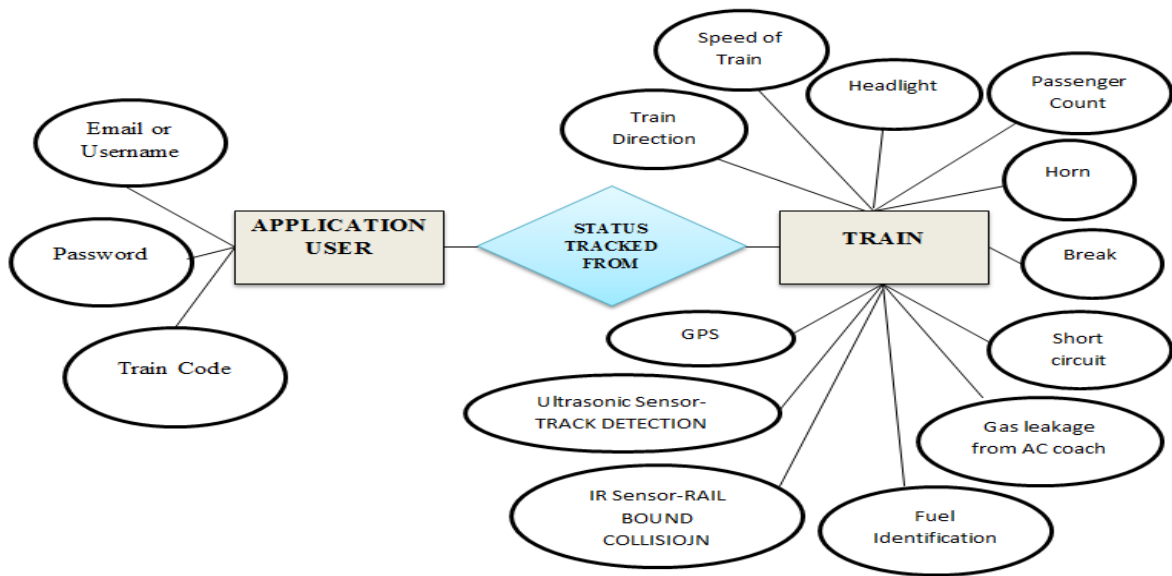 Speed of
Train
Headlight
Passenger
Count
Train
Direction
Horn
Email or
Username
Password
Train Code
APPLICATION
USER
STATUS
TRACKED
FROM
TRAIN
Break
GPS
Short
circuit
Ultrasonic Sensor-
TRACK DETECTION
Gas leakage
from AC coach
IR Sensor-RAIL
BOUND
COLLISIOJN
Fuel
Identification